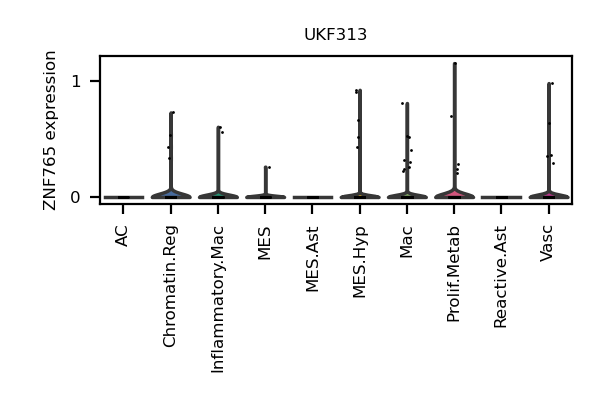 UKF313
ZNF765 expression
1
0
AC
Chromatin.Reg
Inflammatory.Mac
MES
MES.Ast
MES.Hyp
Mac
Prolif.Metab
Reactive.Ast
Vasc